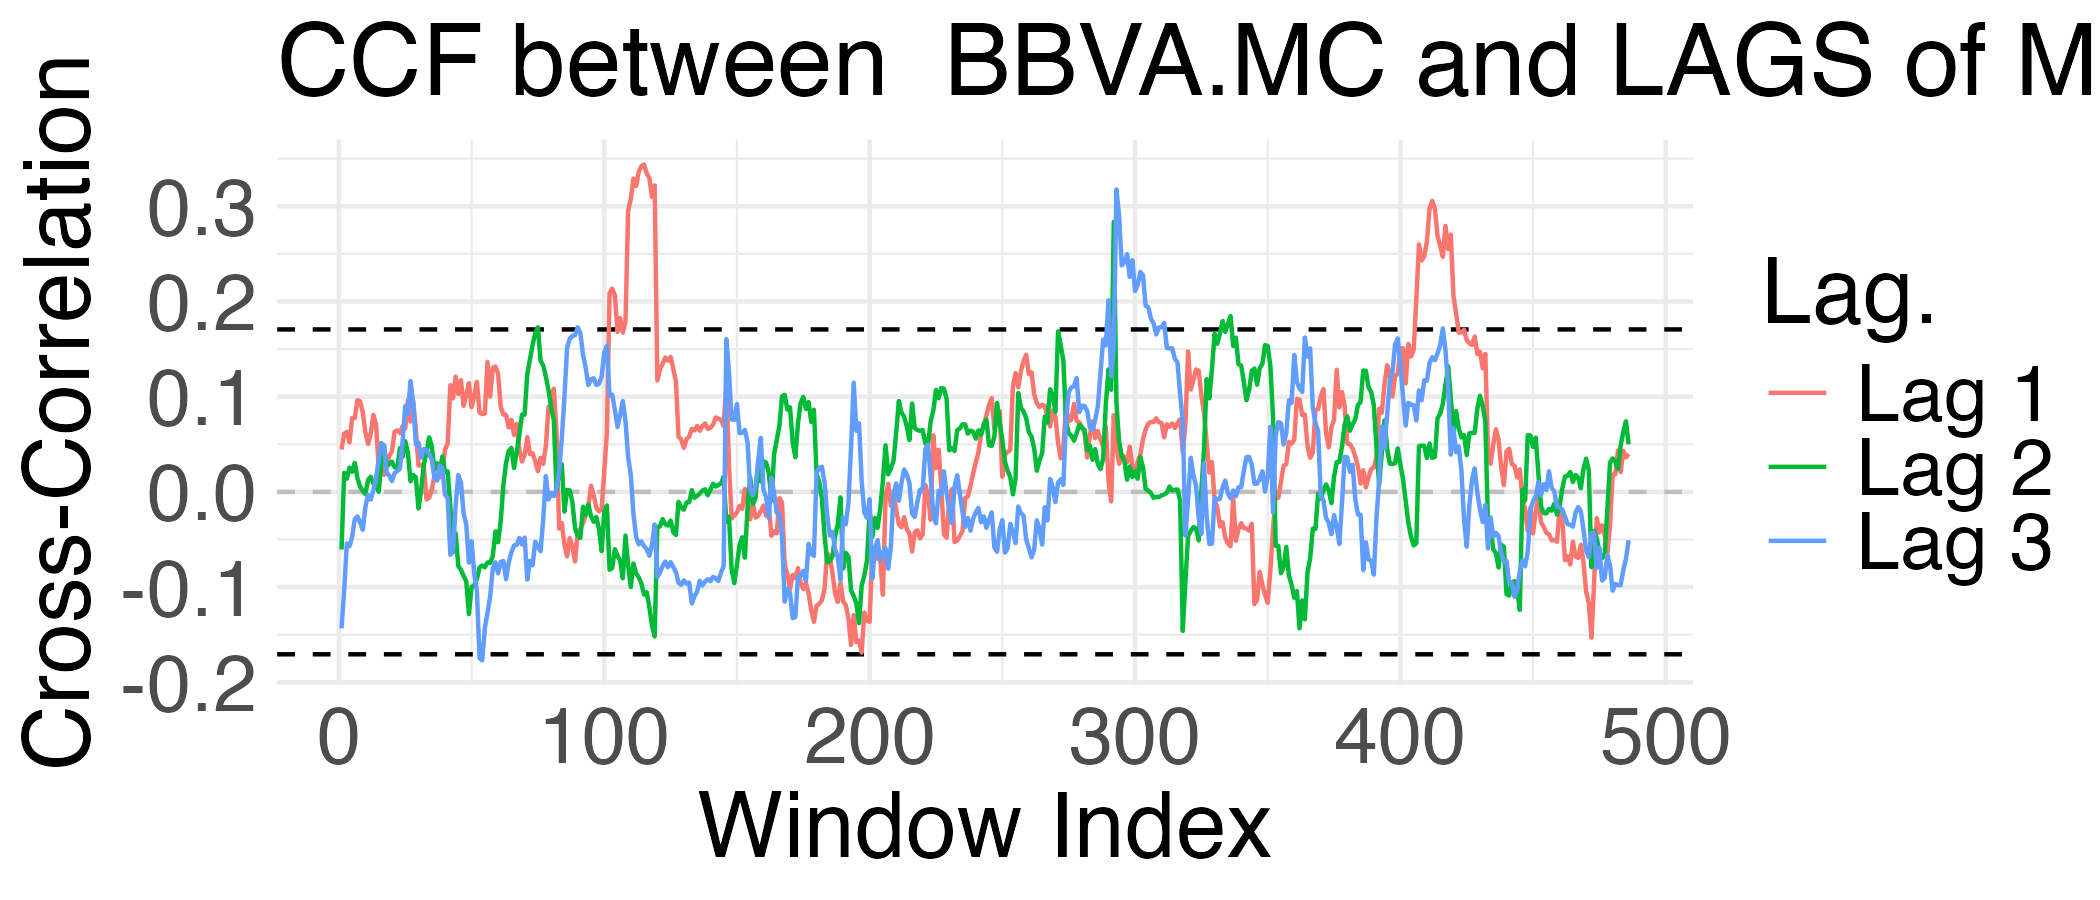 CCF between  BBVA.MC and LAGS of M
Cross-Correlation
0.3
0.2
0.1
0.0
-0.1
-0.2
0 100 200 300 400 500
Window Index
Lag.
Lag 1
Lag 2
Lag 3